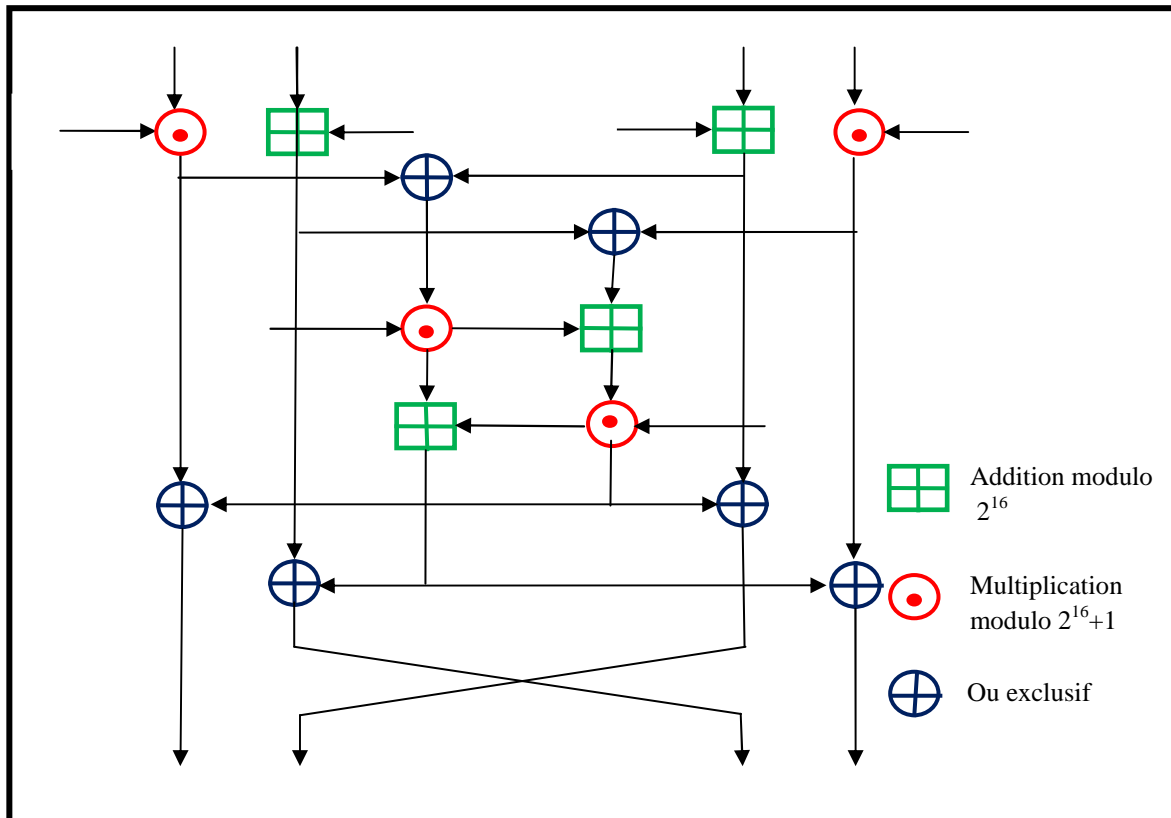 Addition modulo
2^16
Multiplication
modulo 2^16+1
Ou exclusif